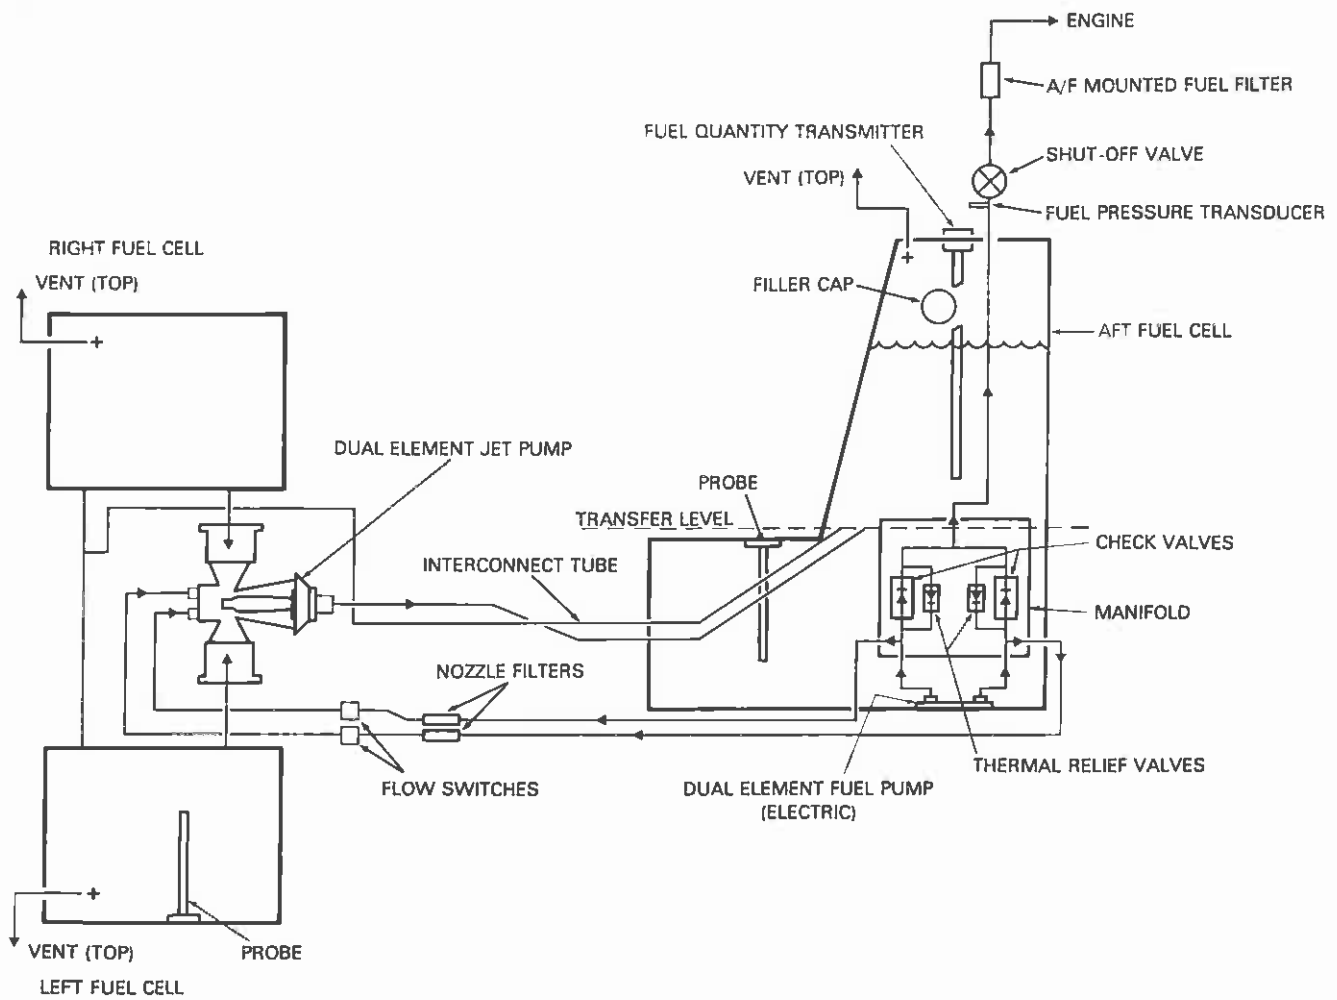 ENGINE
A/F MOUNTED FUEL FILTER
FUEL QUANTITY TRANSMITTER
SHUT-OFF VALVE
VENT (TOP)
FUEL PRESSURE TRANSDUCER
RIGHT FUEL CELL
VENT (TOP)
FILLER CAP
AFT FUEL CELL
DUAL ELEMENT JET PUMP
PROBE
TRANSFER LEVEL
CHECK VALVES
INTERCONNECT TUBE
MANIFOLD
NOZZLE FILTERS
THERMAL RELIEF VALVES
FLOW SWITCHES
DUAL ELEMENT FUEL PUMP
(ELECTRIC)
VENT (TOP)
PROBE
LEFT FUEL CELL